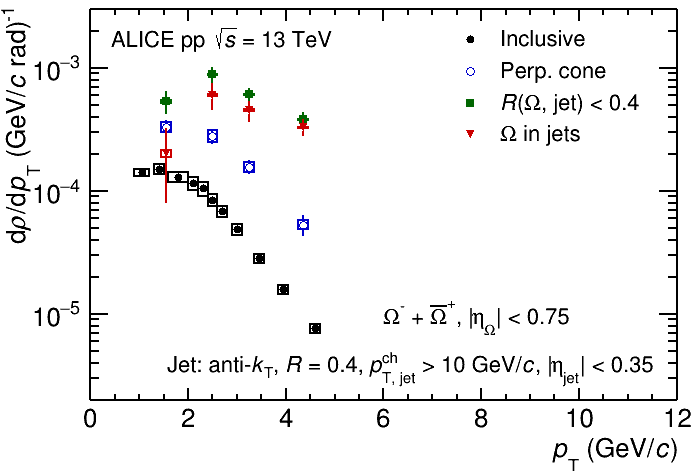 ALICE pp √s = 13 TeV
Inclusive
Perp. cone
R(Ω, jet) < 0.4
Ω in jets
dρ/dp_T (GeV/c rad)^-1
10^-3
10^-4
10^-5
Ω^- + Ω̅^+, |η_Ω| < 0.75
Jet: anti-k_T, R = 0.4, p_T, jet^ch > 10 GeV/c, |η_jet| < 0.35
0 2 4 6 8 10 12
p_T (GeV/c)